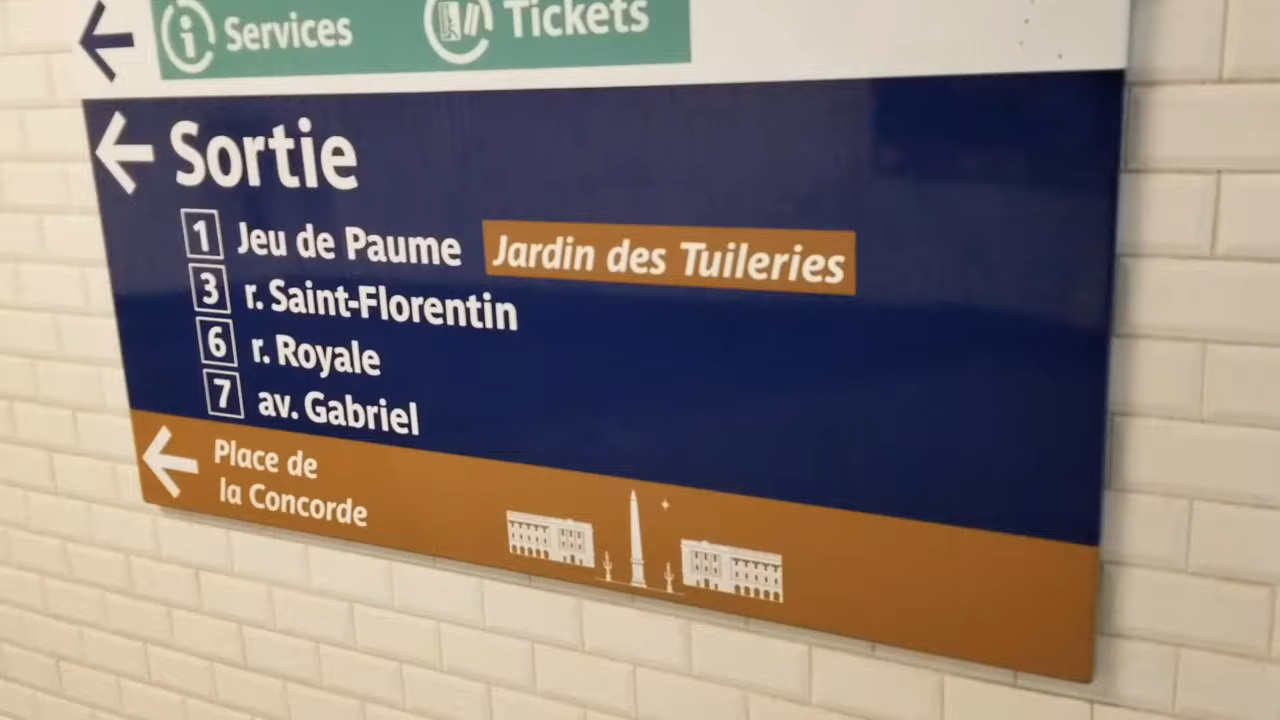 Services Tickets
Sortie
1 Jeu de Paume Jardin des Tuileries
3 r. Saint-Florentin
6 r. Royale
7 av. Gabriel
Place de
la Concorde